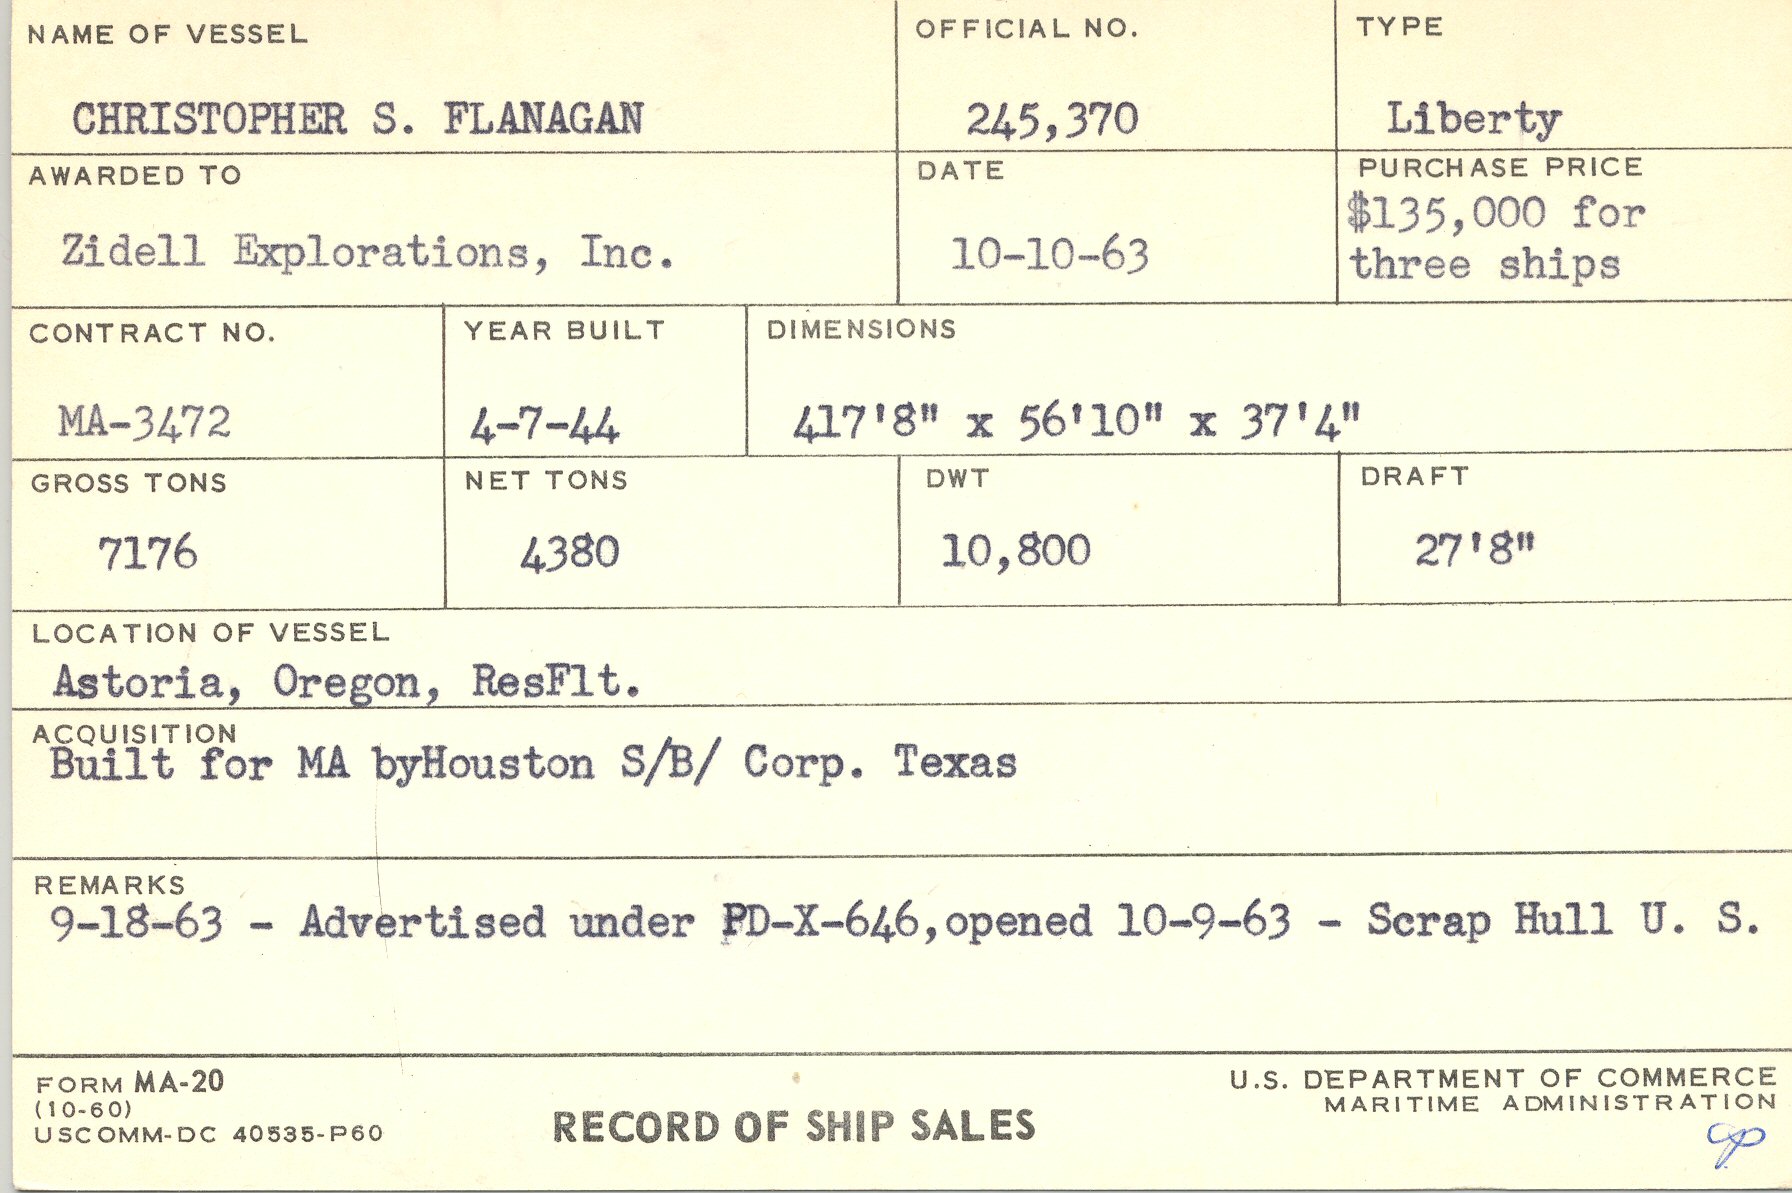 NAME OF VESSEL
OFFICIAL NO.
TYPE
CHRISTOPHER S. FLANAGAN
245,370
Liberty
AWARDED TO
DATE
PURCHASE PRICE
Zidell Explorations, Inc.
10-10-63
$135,000 for
three ships
CONTRACT NO.
YEAR BUILT
DIMENSIONS
MA-3472
4-7-44
417'8" x 56'10" x 37'4"
GROSS TONS
NET TONS
DWT
DRAFT
7176
4380
10,800
27'8"
LOCATION OF VESSEL
Astoria, Oregon, ResFlt.
ACQUISITION
Built for MA byHouston S/B/ Corp. Texas
REMARKS
9-18-63 - Advertised under PD-X-646,opened 10-9-63 - Scrap Hull U. S.
FORM MA-20
(10-60)
USCOMM-DC 40535-P60
RECORD OF SHIP SALES
U.S. DEPARTMENT OF COMMERCE
MARITIME ADMINISTRATION